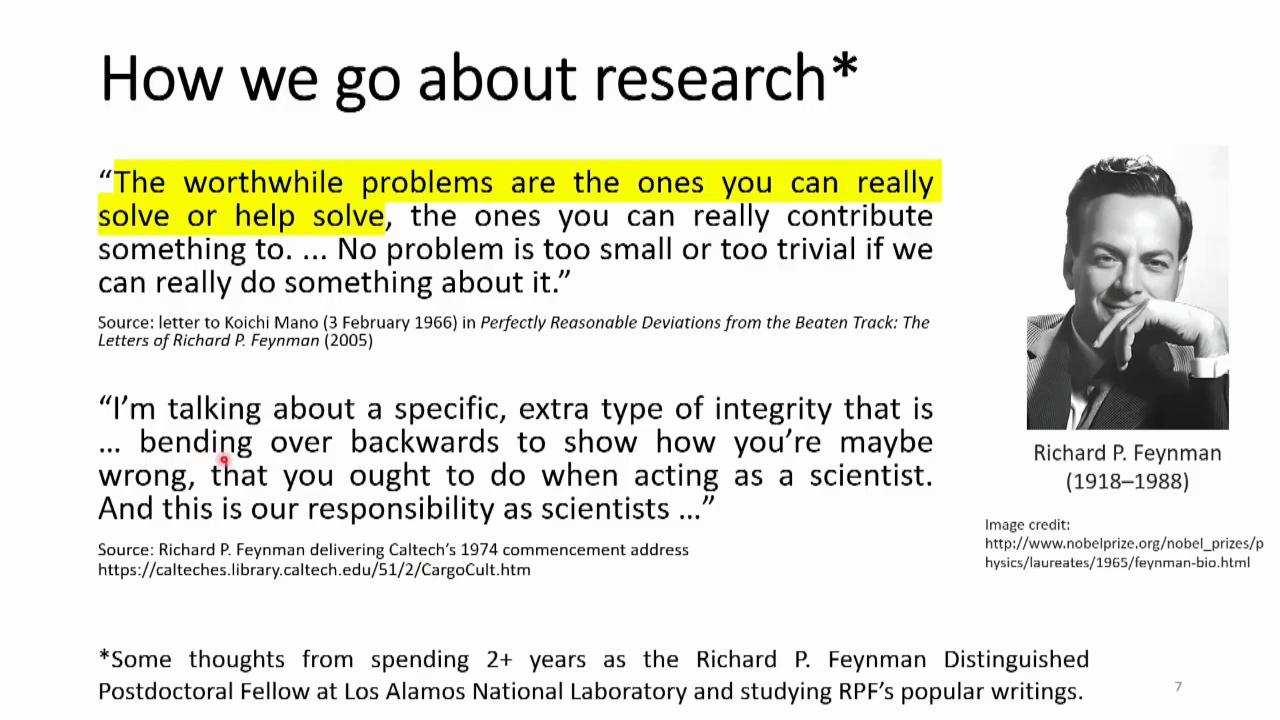 How we go about research*
“The worthwhile problems are the ones you can really
solve or help solve, the ones you can really contribute
something to. ... No problem is too small or too trivial if we
can really do something about it.”
Source: letter to Koichi Mano (3 February 1966) in Perfectly Reasonable Deviations from the Beaten Track: The
Letters of Richard P. Feynman (2005)
“I’m talking about a specific, extra type of integrity that is
... bending over backwards to show how you’re maybe
wrong, that you ought to do when acting as a scientist.
And this is our responsibility as scientists ...”
Source: Richard P. Feynman delivering Caltech’s 1974 commencement address
https://calteches.library.caltech.edu/51/2/CargoCult.htm
Richard P. Feynman
(1918–1988)
Image credit:
http://www.nobelprize.org/nobel_prizes/p
hysics/laureates/1965/feynman-bio.html
*Some thoughts from spending 2+ years as the Richard P. Feynman Distinguished
Postdoctoral Fellow at Los Alamos National Laboratory and studying RPF’s popular writings.
7